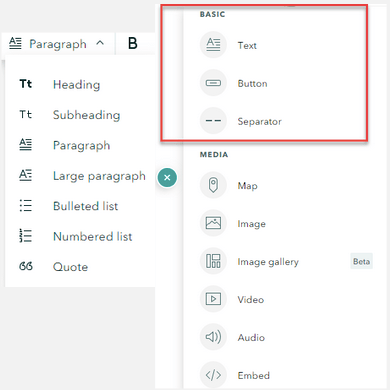 Paragraph
B
Tt Heading
Tt Subheading
Paragraph
Large paragraph
Bulleted list
Numbered list
Quote
BASIC
Text
Button
Separator
MEDIA
Map
Image
Image gallery Beta
Video
Audio
Embed